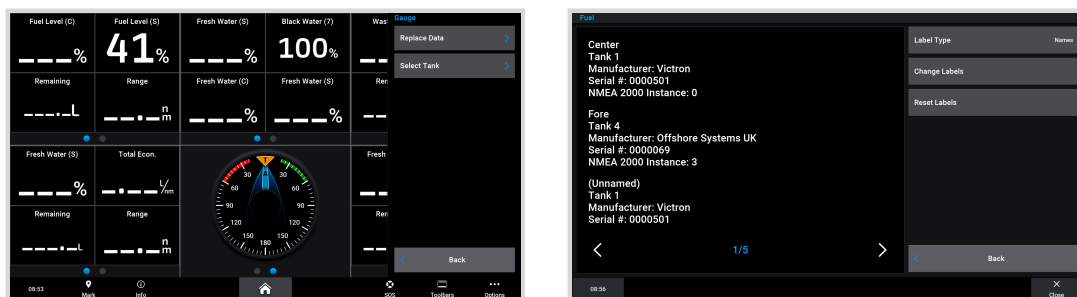 Fuel Level (C)
Fuel Level (S)
Fresh Water (S)
Black Water (7)
Was
Gauge
___%
41%
___%
100%
Replace Data
Select Tank
Remaining
Range
Fresh Water (C)
Fresh Water (S)
Rem
___._L
___._n/m
___%
___%
Fresh Water (S)
Total Econ.
Fresh
___%
__.__L/nm
30
30
60
60
90
90
120
120
150
150
180
Remaining
Range
Rem
___._L
___._n/m
Back
08:53
Mark
Info
SOS
Toolbars
Options
Fuel
Center
Tank 1
Manufacturer: Victron
Serial #: 0000501
NMEA 2000 Instance: 0
Fore
Tank 4
Manufacturer: Offshore Systems UK
Serial #: 0000069
NMEA 2000 Instance: 3
(Unnamed)
Tank 1
Manufacturer: Victron
Serial #: 0000501
1/5
Label Type
Names
Change Labels
Reset Labels
Back
08:56
Close